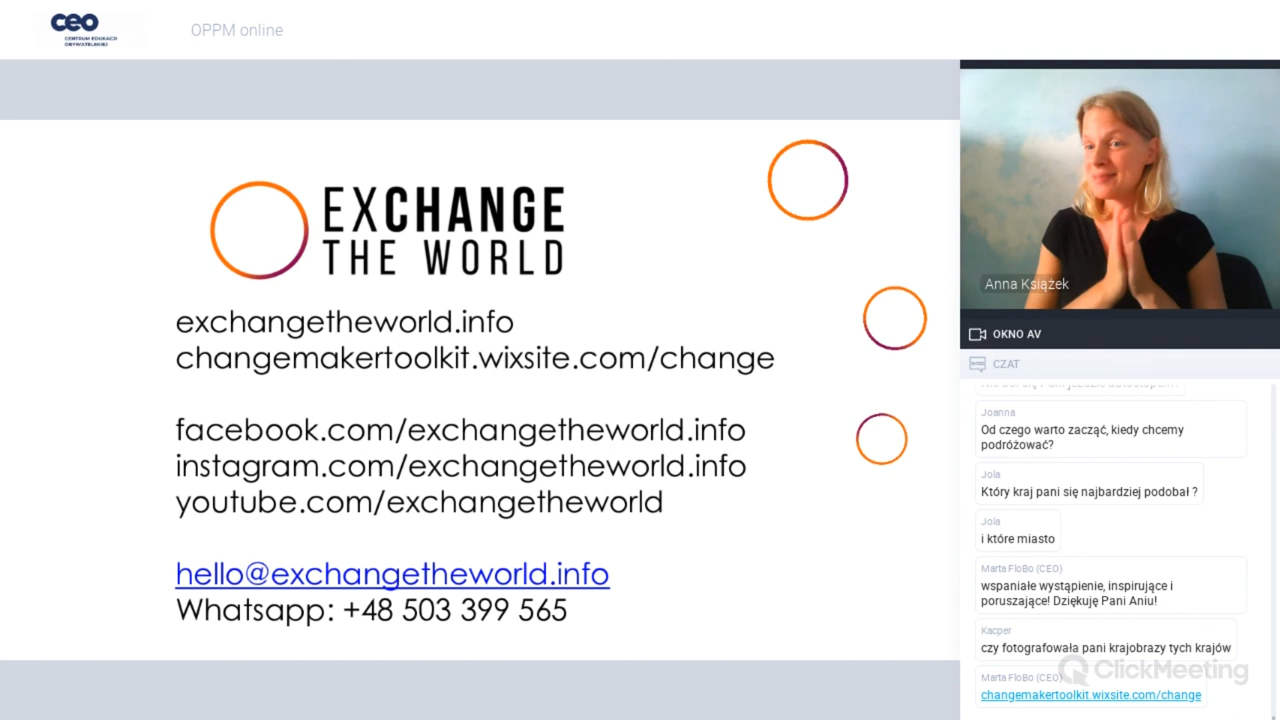 ceo
CENTRUM EDUKACJI
OBYWATELSKIEJ
OPPM online
EXCHANGE
THE WORLD
exchangetheworld.info
changemakertoolkit.wixsite.com/change
facebook.com/exchangetheworld.info
instagram.com/exchangetheworld.info
youtube.com/exchangetheworld
hello@exchangetheworld.info
Whatsapp: +48 503 399 565
Anna Książek
OKNO AV
CZAT
Joanna
Od czego warto zacząć, kiedy chcemy
podróżować?
Jola
Który kraj pani się najbardziej podobał ?
Jola
i które miasto
Marta FloBo (CEO)
wspaniałe wystąpienie, inspirujące i
poruszające! Dziękuję Pani Aniu!
Kacper
czy fotografowała pani krajobrazy tych krajów
Marta FloBo (CEO)
changemakertoolkit.wixsite.com/change
ClickMeeting